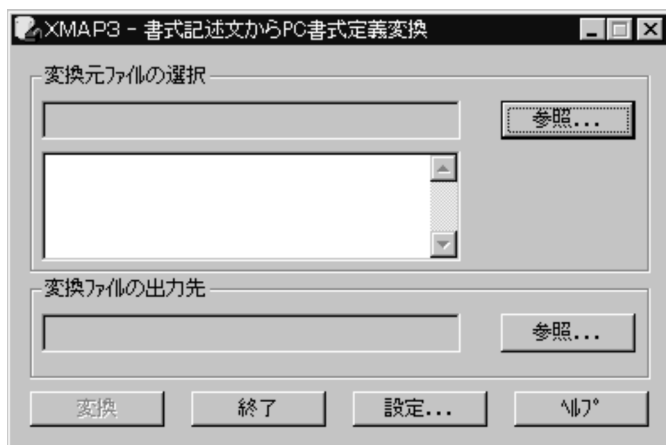 XMAP3 - 書式記述文からPC書式定義変換
変換元ﾌｧｲﾙの選択
参照...
変換ﾌｧｲﾙの出力先
参照...
変換
終了
設定...
ﾍﾙﾌﾟ